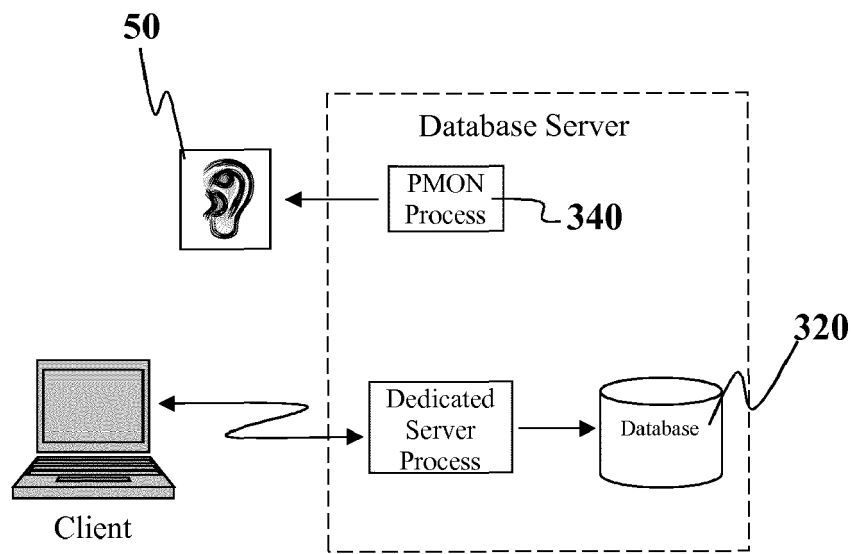 50
Database Server
PMON
Process
340
320
Dedicated
Server
Process
Database
Client